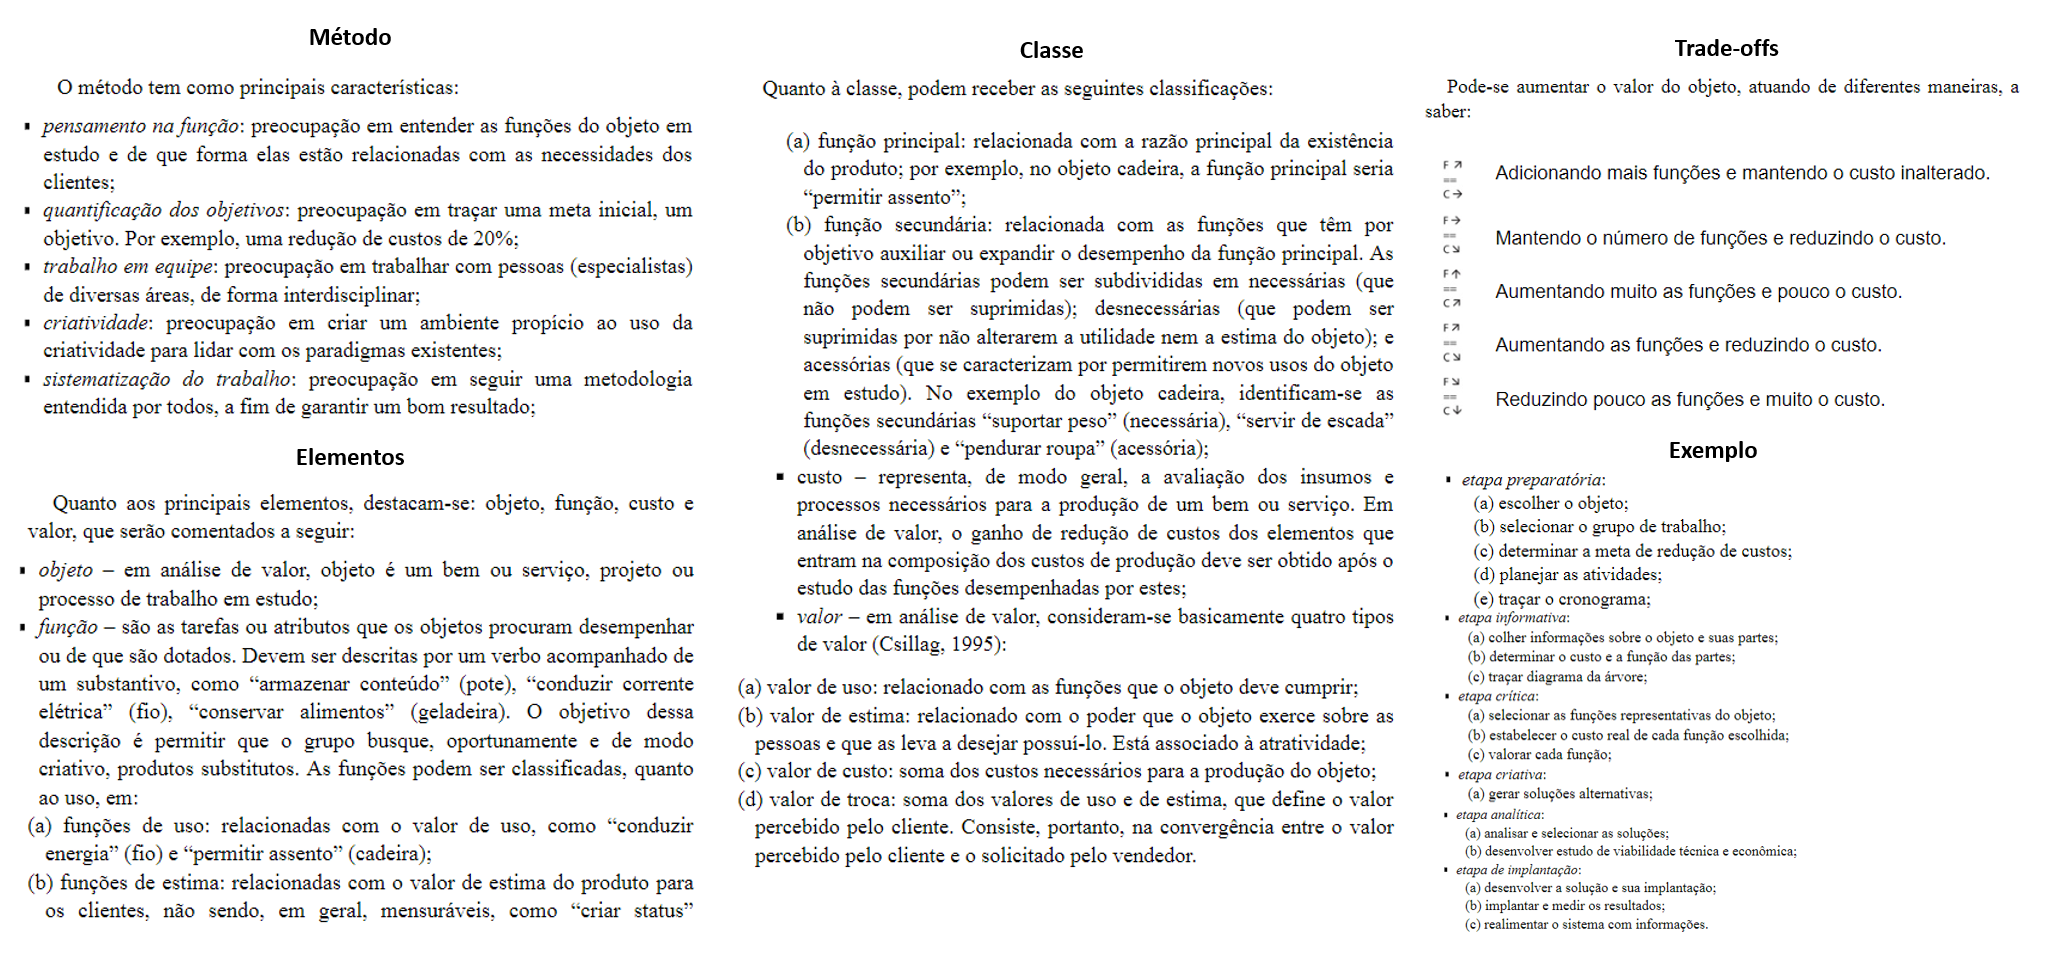 Método
O método tem como principais características:
▪ pensamento na função: preocupação em entender as funções do objeto em
estudo e de que forma elas estão relacionadas com as necessidades dos
clientes;
▪ quantificação dos objetivos: preocupação em traçar uma meta inicial, um
objetivo. Por exemplo, uma redução de custos de 20%;
▪ trabalho em equipe: preocupação em trabalhar com pessoas (especialistas)
de diversas áreas, de forma interdisciplinar;
▪ criatividade: preocupação em criar um ambiente propício ao uso da
criatividade para lidar com os paradigmas existentes;
▪ sistematização do trabalho: preocupação em seguir uma metodologia
entendida por todos, a fim de garantir um bom resultado;
Elementos
Quanto aos principais elementos, destacam-se: objeto, função, custo e
valor, que serão comentados a seguir:
▪ objeto – em análise de valor, objeto é um bem ou serviço, projeto ou
processo de trabalho em estudo;
▪ função – são as tarefas ou atributos que os objetos procuram desempenhar
ou de que são dotados. Devem ser descritas por um verbo acompanhado de
um substantivo, como “armazenar conteúdo” (pote), “conduzir corrente
elétrica” (fio), “conservar alimentos” (geladeira). O objetivo dessa
descrição é permitir que o grupo busque, oportunamente e de modo
criativo, produtos substitutos. As funções podem ser classificadas, quanto
ao uso, em:
(a) funções de uso: relacionadas com o valor de uso, como “conduzir
energia” (fio) e “permitir assento” (cadeira);
(b) funções de estima: relacionadas com o valor de estima do produto para
os clientes, não sendo, em geral, mensuráveis, como “criar status”
Classe
Quanto à classe, podem receber as seguintes classificações:
(a) função principal: relacionada com a razão principal da existência
do produto; por exemplo, no objeto cadeira, a função principal seria
“permitir assento”;
(b) função secundária: relacionada com as funções que têm por
objetivo auxiliar ou expandir o desempenho da função principal. As
funções secundárias podem ser subdivididas em necessárias (que
não podem ser suprimidas); desnecessárias (que podem ser
suprimidas por não alterarem a utilidade nem a estima do objeto); e
acessórias (que se caracterizam por permitirem novos usos do objeto
em estudo). No exemplo do objeto cadeira, identificam-se as
funções secundárias “suportar peso” (necessária), “servir de escada”
(desnecessária) e “pendurar roupa” (acessória);
▪ custo – representa, de modo geral, a avaliação dos insumos e
processos necessários para a produção de um bem ou serviço. Em
análise de valor, o ganho de redução de custos dos elementos que
entram na composição dos custos de produção deve ser obtido após o
estudo das funções desempenhadas por estes;
▪ valor – em análise de valor, consideram-se basicamente quatro tipos
de valor (Csillag, 1995):
(a) valor de uso: relacionado com as funções que o objeto deve cumprir;
(b) valor de estima: relacionado com o poder que o objeto exerce sobre as
pessoas e que as leva a desejar possuí-lo. Está associado à atratividade;
(c) valor de custo: soma dos custos necessários para a produção do objeto;
(d) valor de troca: soma dos valores de uso e de estima, que define o valor
percebido pelo cliente. Consiste, portanto, na convergência entre o valor
percebido pelo cliente e o solicitado pelo vendedor.
Trade-offs
Pode-se aumentar o valor do objeto, atuando de diferentes maneiras, a
saber:
F ↗
==
C →
Adicionando mais funções e mantendo o custo inalterado.
F →
==
C ↘
Mantendo o número de funções e reduzindo o custo.
F ↑
==
C ↗
Aumentando muito as funções e pouco o custo.
F ↗
==
C ↘
Aumentando as funções e reduzindo o custo.
F ↘
==
C ↓
Reduzindo pouco as funções e muito o custo.
Exemplo
▪ etapa preparatória:
(a) escolher o objeto;
(b) selecionar o grupo de trabalho;
(c) determinar a meta de redução de custos;
(d) planejar as atividades;
(e) traçar o cronograma;
▪ etapa informativa:
(a) colher informações sobre o objeto e suas partes;
(b) determinar o custo e a função das partes;
(c) traçar diagrama da árvore;
▪ etapa crítica:
(a) selecionar as funções representativas do objeto;
(b) estabelecer o custo real de cada função escolhida;
(c) valorar cada função;
▪ etapa criativa:
(a) gerar soluções alternativas;
▪ etapa analítica:
(a) analisar e selecionar as soluções;
(b) desenvolver estudo de viabilidade técnica e econômica;
▪ etapa de implantação:
(a) desenvolver a solução e sua implantação;
(b) implantar e medir os resultados;
(c) realimentar o sistema com informações.